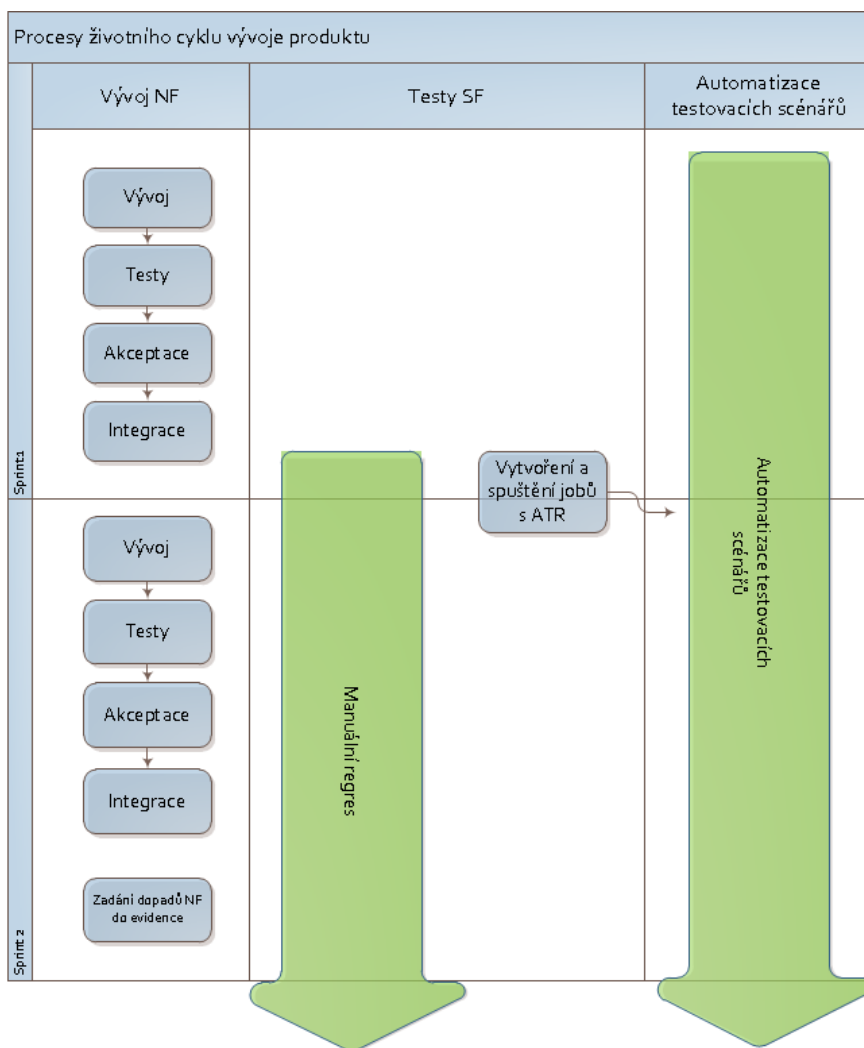 Procesy životního cyklu vývoje produktu
Vývoj NF
Testy SF
Automatizace
testovacích scénářů
Sprint1
Vývoj
Testy
Akceptace
Integrace
Vytvoření a
spuštění jobů
s ATR
Automatizace testovacích
scénářů
Manuální regres
Sprint 2
Vývoj
Testy
Akceptace
Integrace
Zadání dopadů NF
do evidence